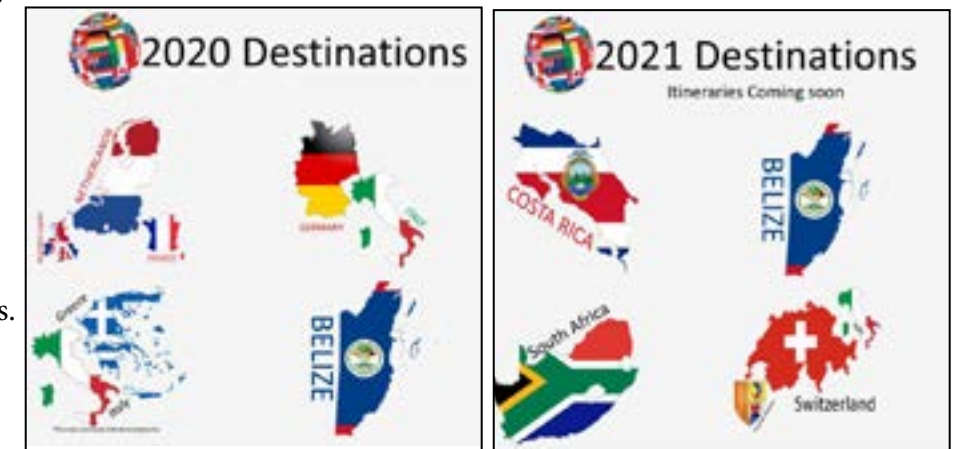 2020 Destinations
NETHERLANDS
FRANCE
GERMANY
ITALY
Greece
Italy
BELIZE
s.
2021 Destinations
Itineraries Coming soon
COSTA RICA
BELIZE
South Africa
Switzerland